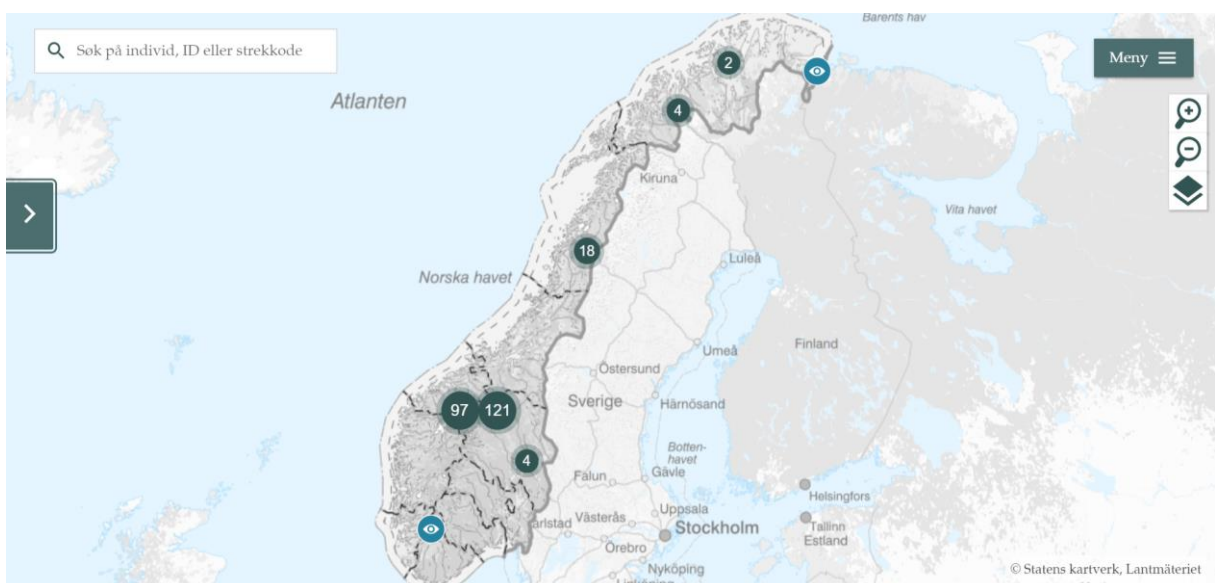 Barents hav
Søk på individ, ID eller strekkode
Meny
2
Atlanten
4
Kiruna
Vita havet
18
Luleå
Norska havet
Umeå
Finland
Östersund
Sverige
Härnösand
97
121
Botten-
havet
4
Falun
Gävle
Helsingfors
Uppsala
arlstad
Västerås
Stockholm
Tallinn
Estland
Örebro
Nyköping
© Statens kartverk, Lantmäteriet